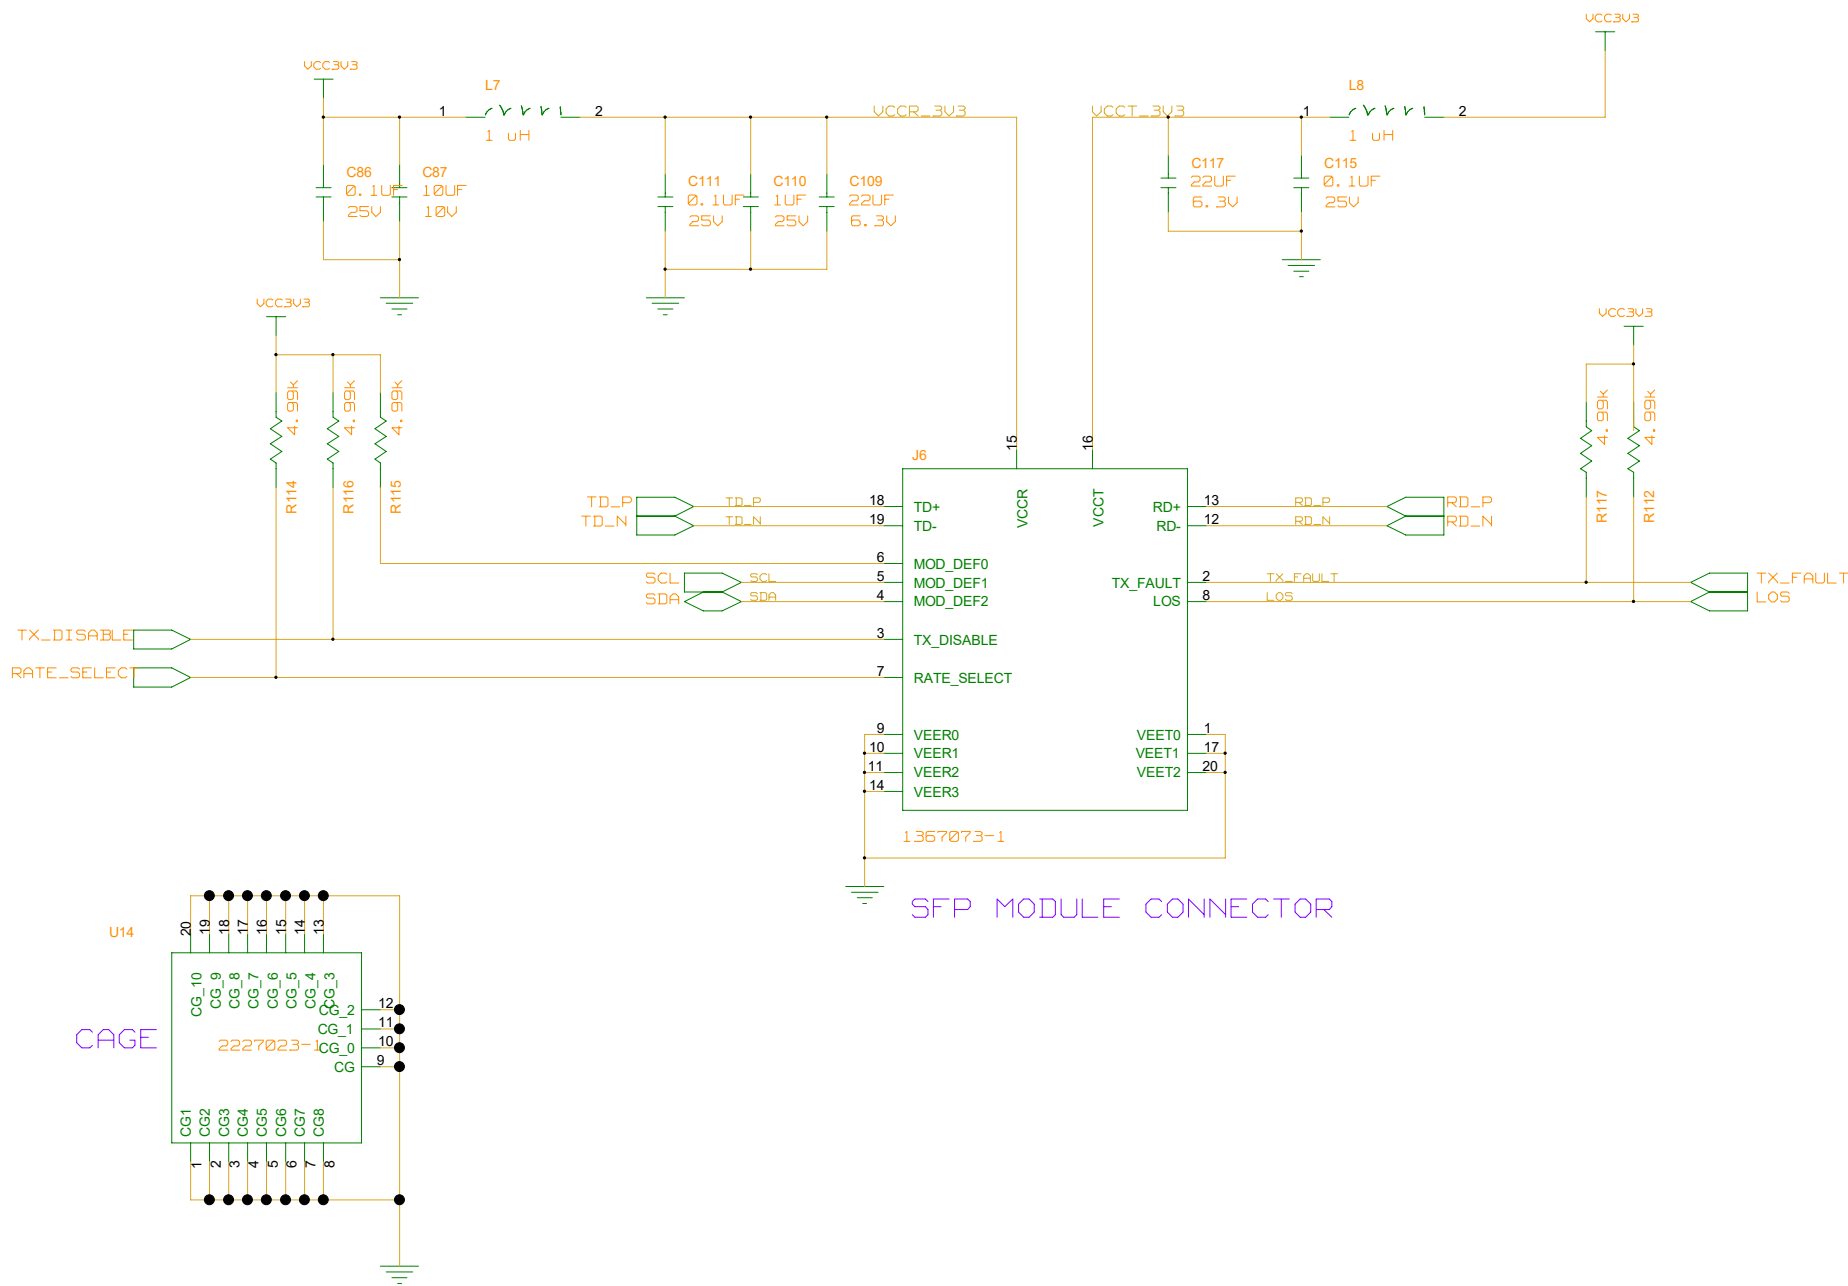 VCC3V3
VCC3V3
L7
1
2
1 uH
VCCR_3V3
VCCT_3V3
L8
1
2
1 uH
C86
0.1UF
25V
C87
10UF
10V
C111
0.1UF
25V
C110
1UF
25V
C109
22UF
6.3V
C117
22UF
6.3V
C115
0.1UF
25V
VCC3V3
VCC3V3
4.99k
4.99k
4.99k
R114
R116
R115
4.99k
4.99k
R117
R112
J6
15
16
VCCR
VCCT
TD_P
TD_P
18
TD+
TD_N
TD_N
19
TD-
6
MOD_DEF0
SCL
SCL
5
MOD_DEF1
SDA
SDA
4
MOD_DEF2
TX_DISABLE
3
TX_DISABLE
RATE_SELECT
7
RATE_SELECT
9
VEER0
10
VEER1
11
VEER2
14
VEER3
RD+
13
RD_P
RD_P
RD-
12
RD_N
RD_N
TX_FAULT
2
TX_FAULT
TX_FAULT
LOS
8
LOS
LOS
VEET0
1
VEET1
17
VEET2
20
1367073-1
SFP MODULE CONNECTOR
U14
20
19
18
17
16
15
14
13
CG_10
CG_9
CG_8
CG_7
CG_6
CG_5
CG_4
CG_3
CG_2
12
CG_1
11
CG_0
10
CG
9
CAGE
2227023-1
CG1
CG2
CG3
CG4
CG5
CG6
CG7
CG8
1
2
3
4
5
6
7
8